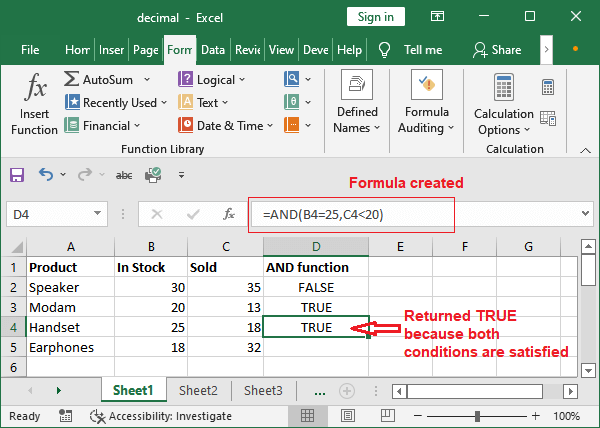 decimal - Excel
Sign in
File Hom Inser Page Form Data Revie View Deve Help Tell me Share
fx
Insert
Function
AutoSum
Recently Used
Financial
Logical
Text
Date & Time
Function Library
Defined
Names
Formula
Auditing
Calculation
Options
Calculation
abc
Formula created
D4 fx =AND(B4=25,C4<20)
A B C D E F G
1 Product In Stock Sold AND function
2 Speaker 30 35 FALSE
3 Modam 20 13 TRUE
4 Handset 25 18 TRUE
5 Earphones 18 32
6
Returned TRUE
because both
conditions are satisfied
Sheet1 Sheet2 Sheet3 ...
Ready Accessibility: Investigate 100%